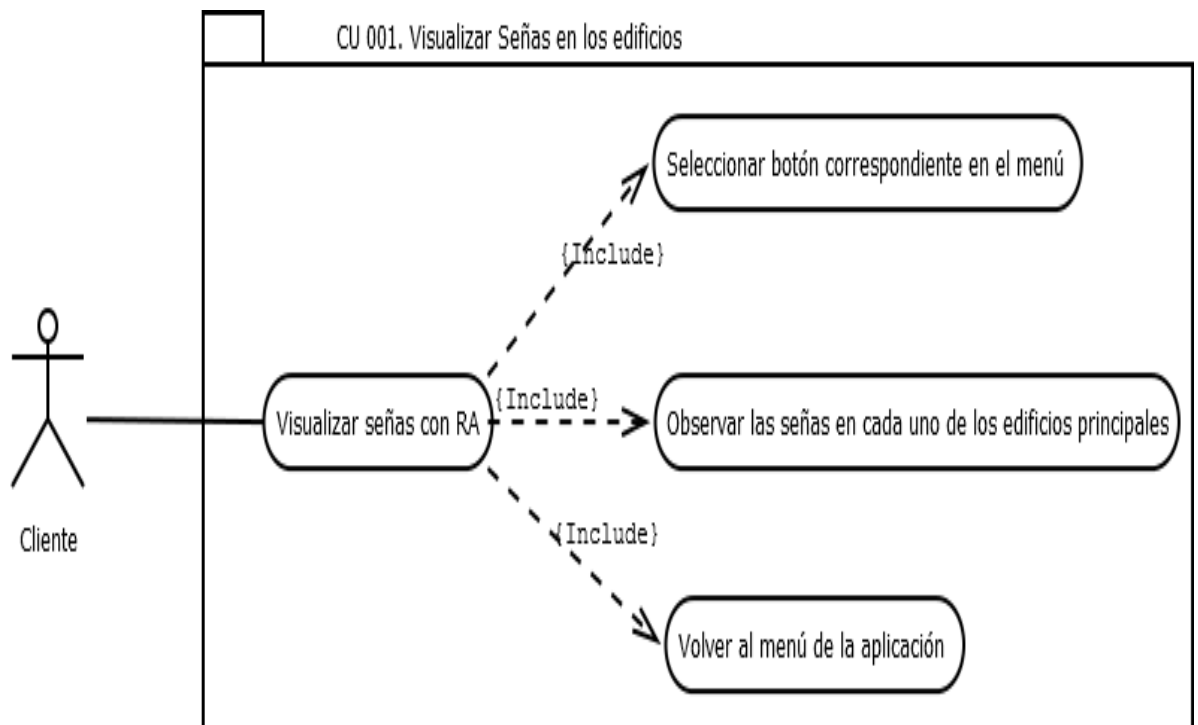 CU 001. Visualizar Señas en los edificios
Seleccionar botón correspondiente en el menú
{Include}
Visualizar señas con RA
{Include}
Observar las señas en cada uno de los edificios principales
{Include}
Cliente
Volver al menú de la aplicación